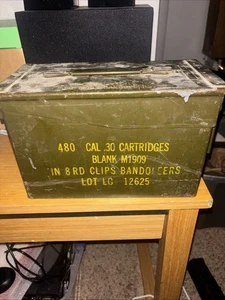 480 CAL .30 CARTRIDGES
BLANK M1909
IN 8 RD CLIPS BANDOLEERS
LOT LC 12625